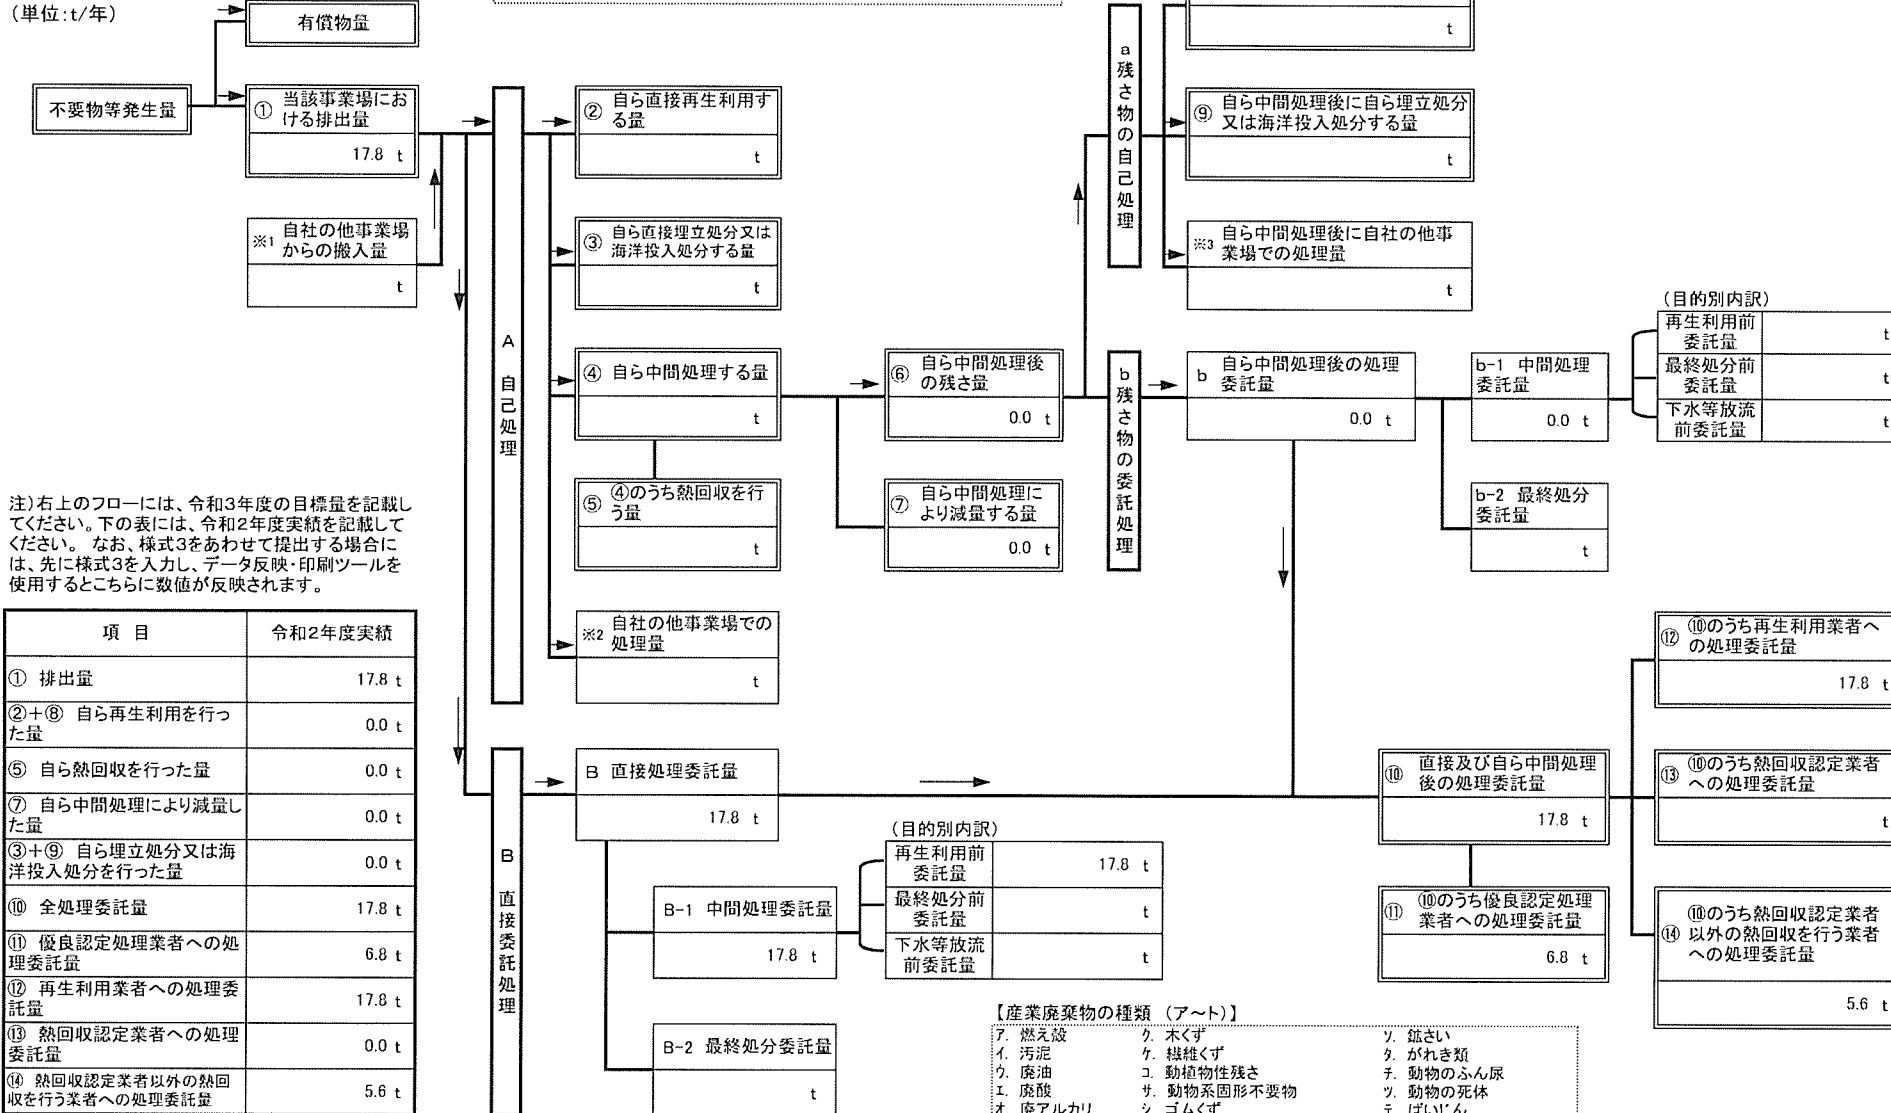 (単位:t/年)
有償物量
不要物等発生量
① 当該事業場にお
ける排出量
17.8 t
※1 自社の他事業場
からの搬入量
t
A 自己処理
② 自ら直接再生利用す
る量
t
③ 自ら直接埋立処分又は
海洋投入処分する量
t
④ 自ら中間処理する量
t
⑤ ④のうち熱回収を行
う量
t
※2 自社の他事業場での
処理量
t
⑥ 自ら中間処理後
の残さ量
0.0 t
⑦ 自ら中間処理に
より減量する量
0.0 t
a 残さ物の自己処理
t
⑨ 自ら中間処理後に自ら埋立処分
又は海洋投入処分する量
t
※3 自ら中間処理後に自社の他事
業場での処理量
t
b 残さ物の委託処理
b 自ら中間処理後の処理
委託量
0.0 t
b-1 中間処理
委託量
0.0 t
b-2 最終処分
委託量
t
(目的別内訳)
再生利用前
委託量 t
最終処分前
委託量 t
下水等放流
前委託量 t
注)右上のフローには、令和3年度の目標量を記載し
てください。下の表には、令和2年度実績を記載して
ください。 なお、様式3をあわせて提出する場合に
は、先に様式3を入力し、データ反映・印刷ツールを
使用するとこちらに数値が反映されます。
項 目 令和2年度実績
① 排出量 17.8 t
②+⑧ 自ら再生利用を行っ
た量 0.0 t
⑤ 自ら熱回収を行った量 0.0 t
⑦ 自ら中間処理により減量し
た量 0.0 t
③+⑨ 自ら埋立処分又は海
洋投入処分を行った量 0.0 t
⑩ 全処理委託量 17.8 t
⑪ 優良認定処理業者への処
理委託量 6.8 t
⑫ 再生利用業者への処理委
託量 17.8 t
⑬ 熱回収認定業者への処理
委託量 0.0 t
⑭ 熱回収認定業者以外の熱回
収を行う業者への処理委託量 5.6 t
B 直接委託処理
B 直接処理委託量
17.8 t
B-1 中間処理委託量
17.8 t
B-2 最終処分委託量
t
(目的別内訳)
再生利用前
委託量 17.8 t
最終処分前
委託量 t
下水等放流
前委託量 t
⑩ 直接及び自ら中間処理
後の処理委託量
17.8 t
⑪ ⑩のうち優良認定処理
業者への処理委託量
6.8 t
⑫ ⑩のうち再生利用業者へ
の処理委託量
17.8 t
⑬ ⑩のうち熱回収認定業者
への処理委託量
t
⑭ ⑩のうち熱回収認定業者
以外の熱回収を行う業者
への処理委託量
5.6 t
【産業廃棄物の種類 (ア~ト)】
ア. 燃え殻 ク. 木くず ソ. 鉱さい
イ. 汚泥 ケ. 繊維くず タ. がれき類
ウ. 廃油 コ. 動植物性残さ チ. 動物のふん尿
エ. 廃酸 サ. 動物系固形不要物 ツ. 動物の死体
オ. 廃アルカリ シ. ゴムくず テ. ばいじん